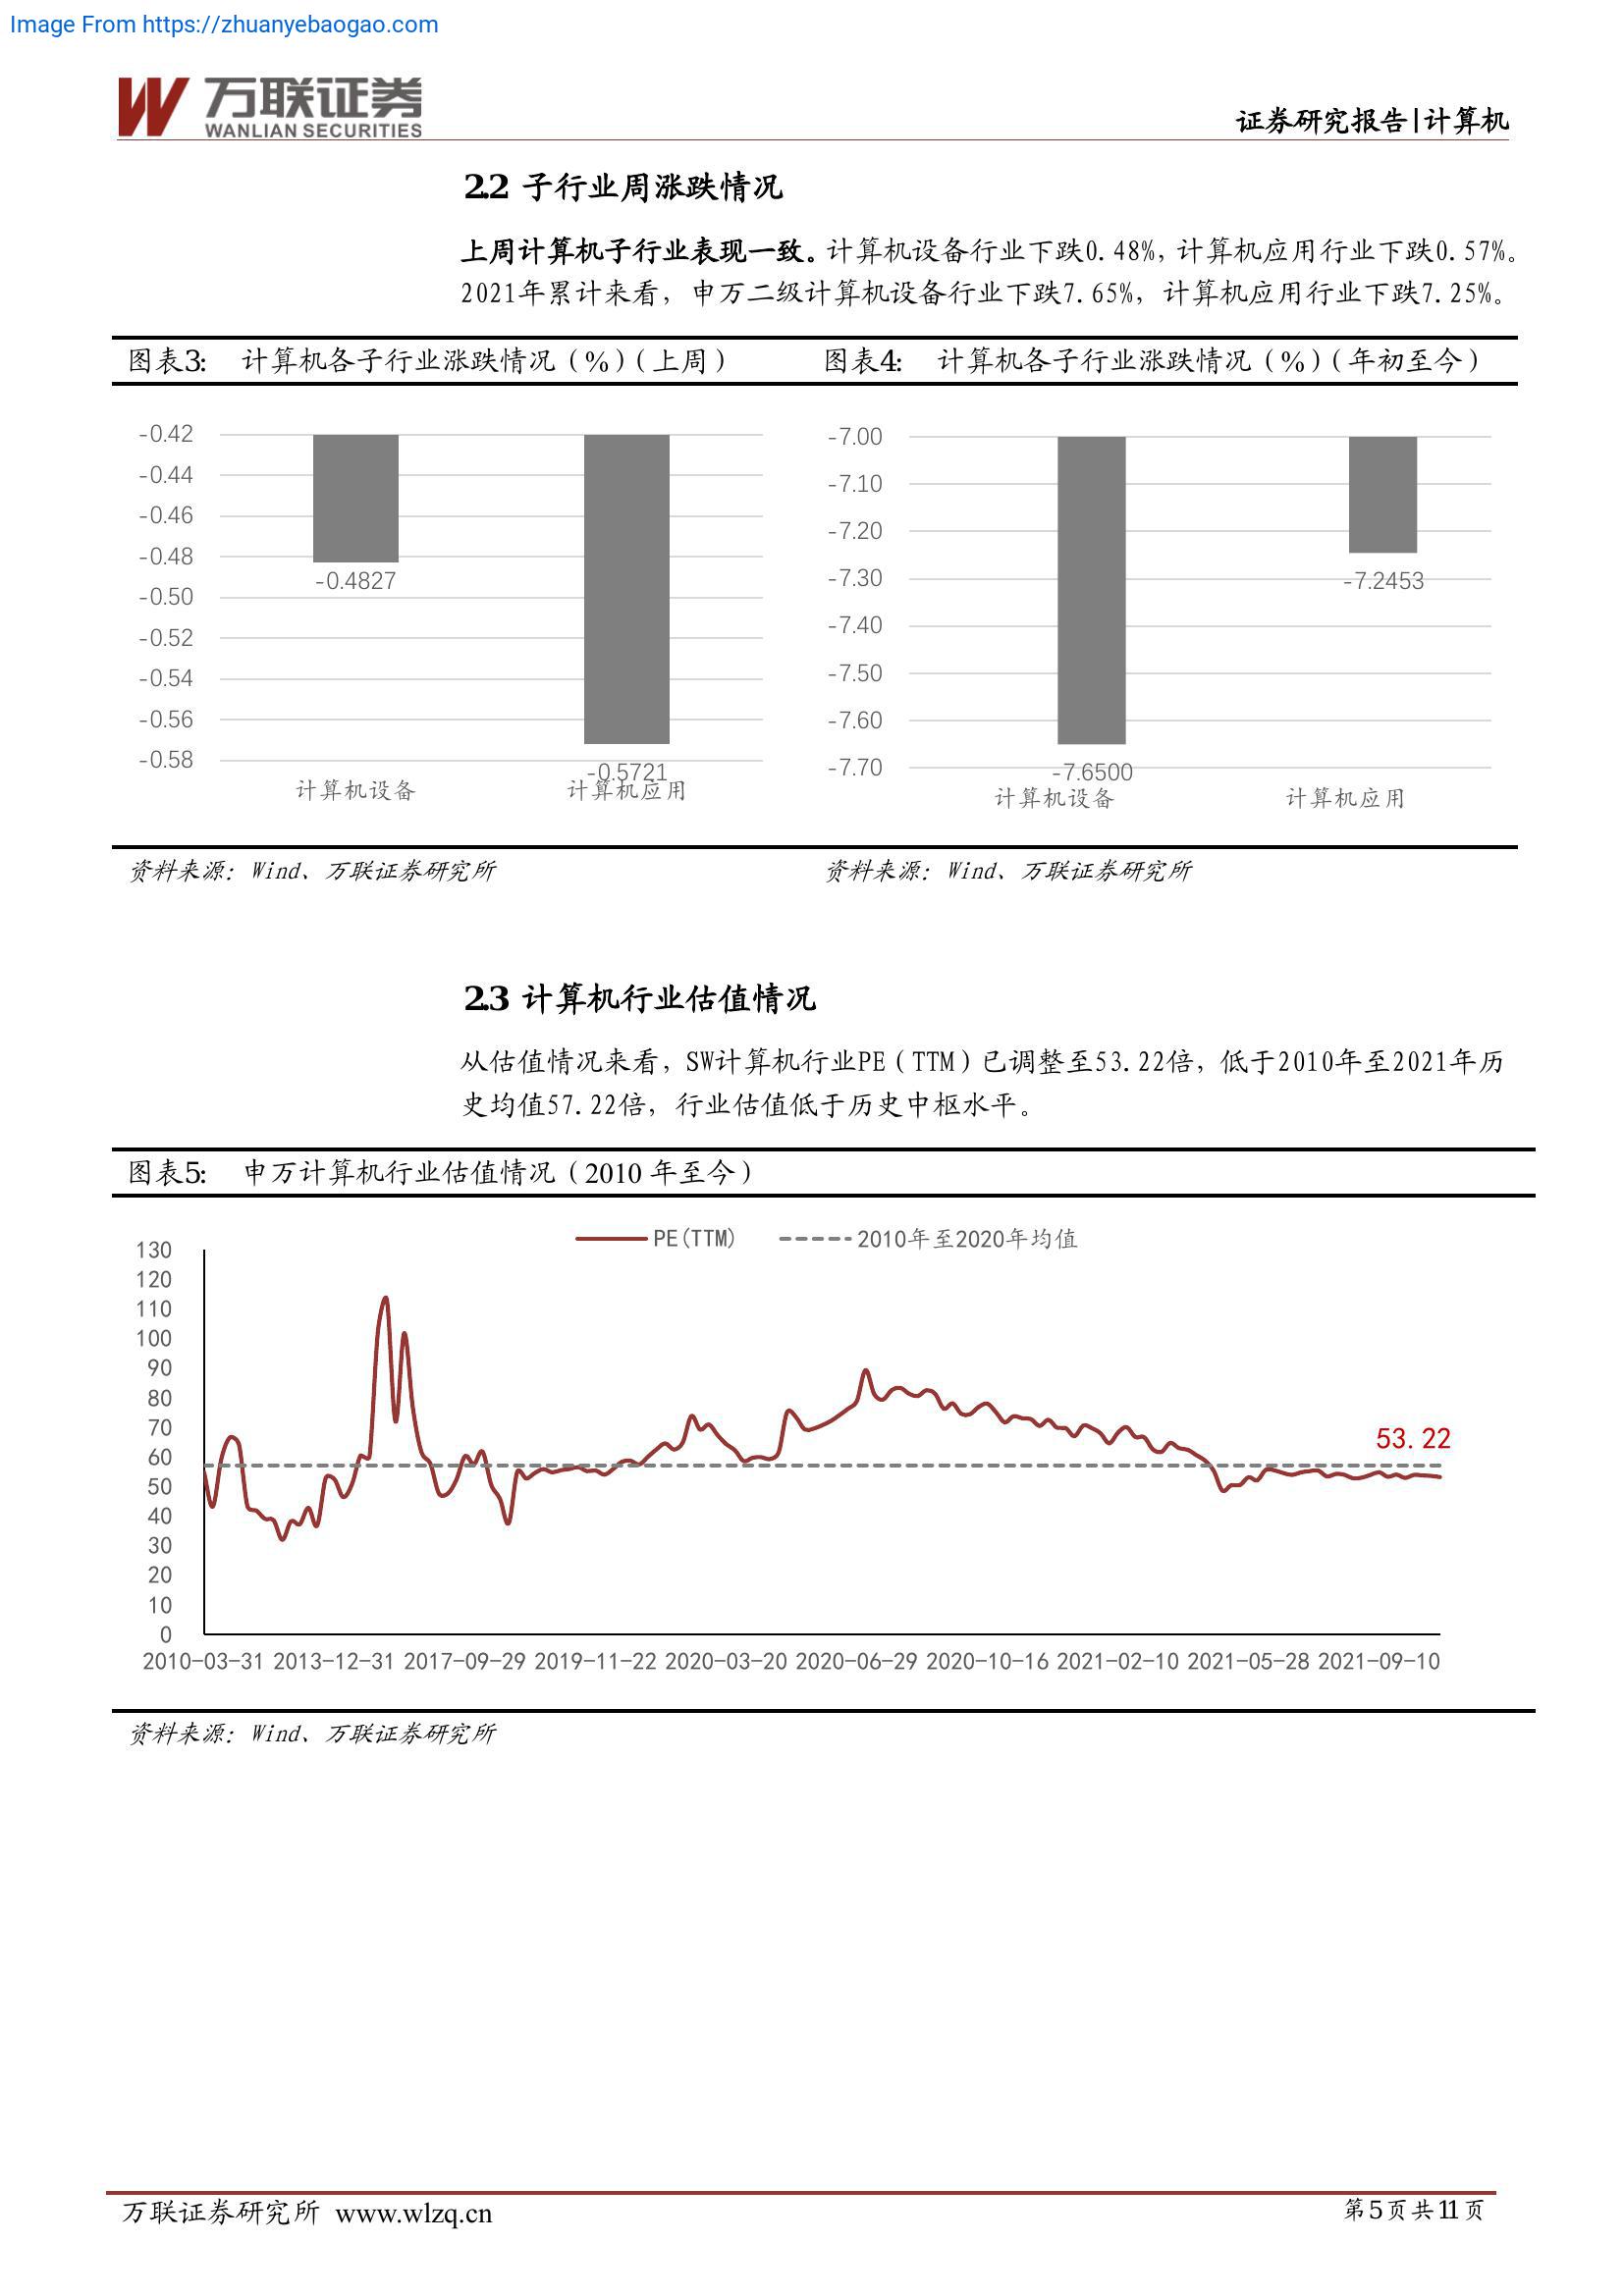 Image From https://zhuanyebaogao.com
万联证券
WANLIAN SECURITIES
证券研究报告|计算机
2.2 子行业周涨跌情况
上周计算机子行业表现一致。计算机设备行业下跌0.48%，计算机应用行业下跌0.57%。
2021年累计来看，申万二级计算机设备行业下跌7.65%，计算机应用行业下跌7.25%。
图表3: 计算机各子行业涨跌情况（%）（上周）
-0.42
-0.44
-0.46
-0.48
-0.50
-0.52
-0.54
-0.56
-0.58
-0.4827
-0.5721
计算机设备 计算机应用
资料来源：Wind、万联证券研究所
图表4: 计算机各子行业涨跌情况（%）（年初至今）
-7.00
-7.10
-7.20
-7.30
-7.40
-7.50
-7.60
-7.70
-7.2453
-7.6500
计算机设备 计算机应用
资料来源：Wind、万联证券研究所
2.3 计算机行业估值情况
从估值情况来看，SW计算机行业PE（TTM）已调整至53.22倍，低于2010年至2021年历
史均值57.22倍，行业估值低于历史中枢水平。
图表5: 申万计算机行业估值情况（2010 年至今）
PE(TTM) 2010年至2020年均值
130
120
110
100
90
80
70
60
50
40
30
20
10
0
53.22
2010-03-31 2013-12-31 2017-09-29 2019-11-22 2020-03-20 2020-06-29 2020-10-16 2021-02-10 2021-05-28 2021-09-10
资料来源：Wind、万联证券研究所
万联证券研究所 www.wlzq.cn
第5页共11页